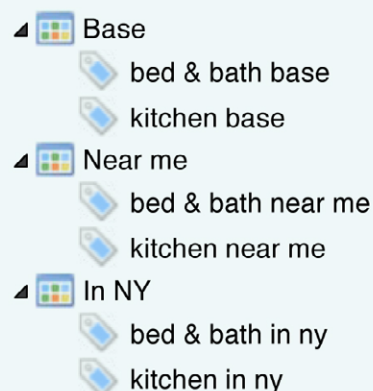 Base
bed & bath base
kitchen base
Near me
bed & bath near me
kitchen near me
In NY
bed & bath in ny
kitchen in ny